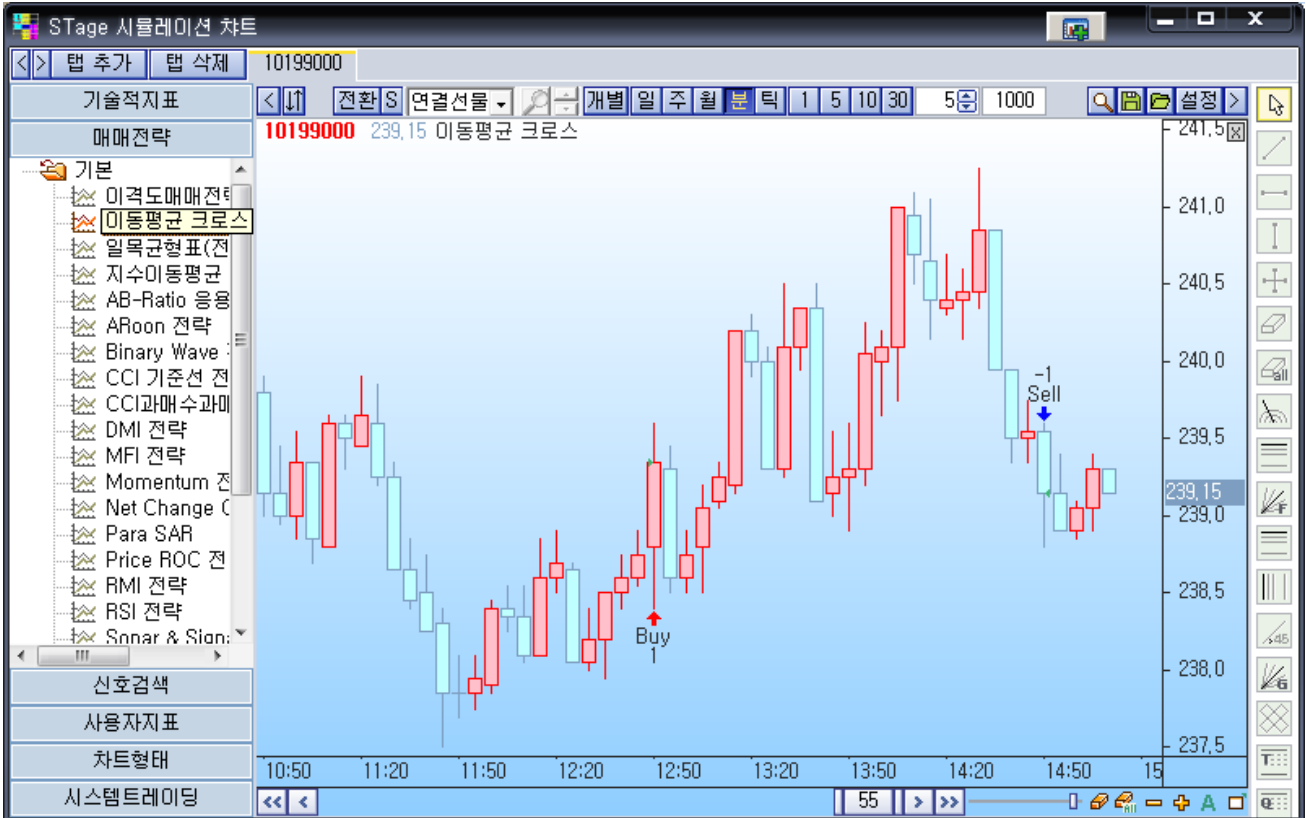 STage 시뮬레이션 챠트
< > 탭 추가 탭 삭제 10199000
기술적지표
매매전략
기본
이격도매매전략
이동평균 크로스
일목균형표(전
지수이동평균
AB-Ratio 응용
ARoon 전략
Binary Wave
CCI 기준선 전
CCI과매수과매
DMI 전략
MFI 전략
Momentum 전
Net Change O
Para SAR
Price ROC 전
RMI 전략
RSI 전략
Sonar & Signa
신호검색
사용자지표
차트형태
시스템트레이딩
< 전환 S 연결선물 개별 일 주 월 분 틱 1 5 10 30 5 1000 설정 >
10199000 239,15 이동평균 크로스
241,5
241,0
240,5
240,0
239,5
239,15
239,0
238,5
238,0
237,5
-1
Sell
Buy
1
10:50 11:20 11:50 12:20 12:50 13:20 13:50 14:20 14:50 15
<< < 55 > >> All A
all
F
45
G
T
Q